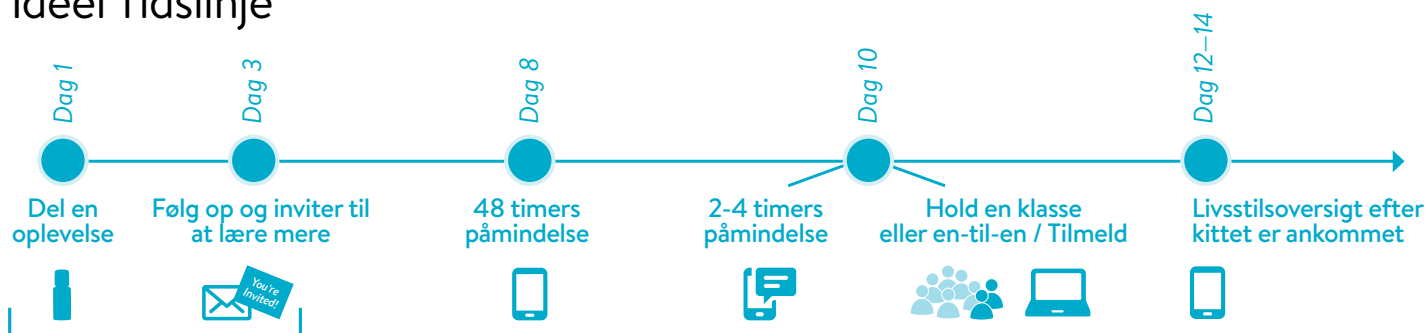 Ideel Tidslinje
Dag 1
Dag 3
Dag 8
Dag 10
Dag 12–14
Del en
oplevelse
Følg op og inviter til
at lære mere
48 timers
påmindelse
2-4 timers
påmindelse
Hold en klasse
eller en-til-en / Tilmeld
Livsstilsoversigt efter
kittet er ankommet
You're
Invited!